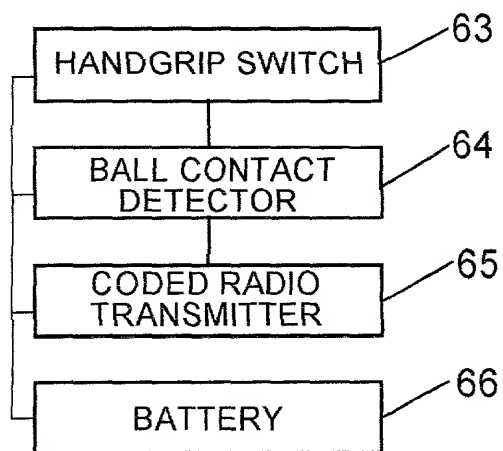 63
HANDGRIP SWITCH
64
BALL CONTACT
DETECTOR
65
CODED RADIO
TRANSMITTER
66
BATTERY